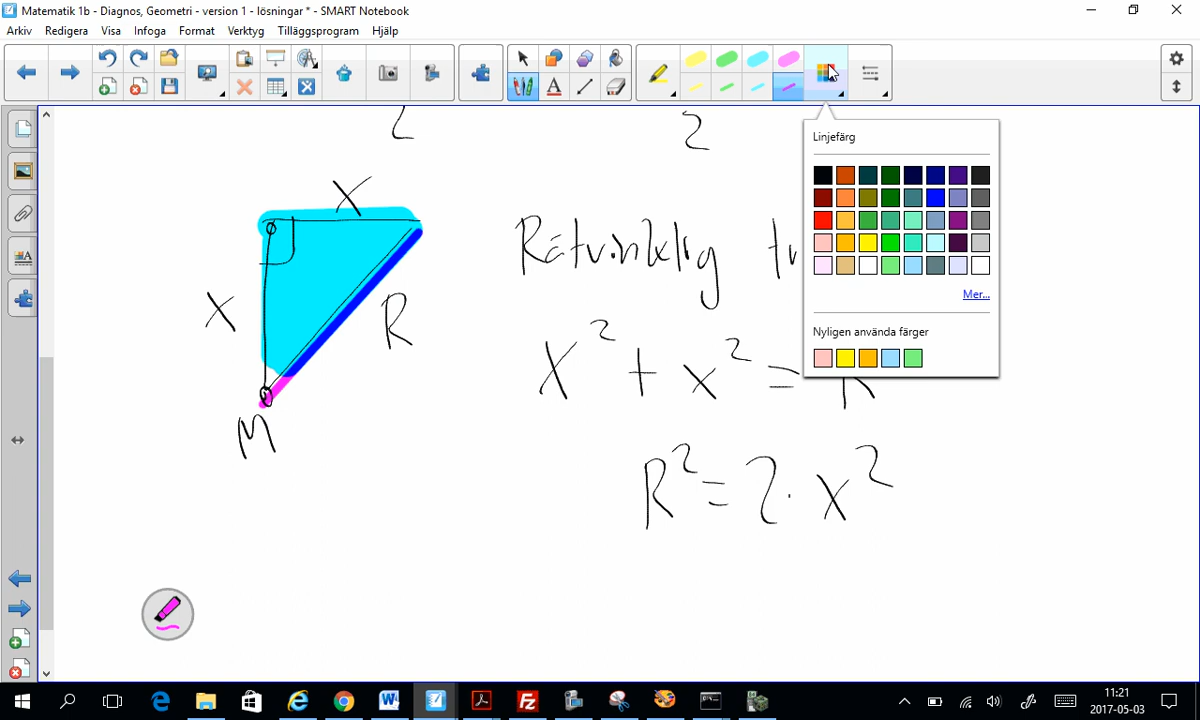 Matematik 1b - Diagnos, Geometri - version 1 - lösningar * - SMART Notebook
Arkiv Redigera Visa Infoga Format Verktyg Tilläggsprogram Hjälp
Linjefärg
Mer...
Nyligen använda färger
2 2
X
X
R
M
Rätvinklig
X² + x² =
R² = 2 · x²
11:21
2017-05-03